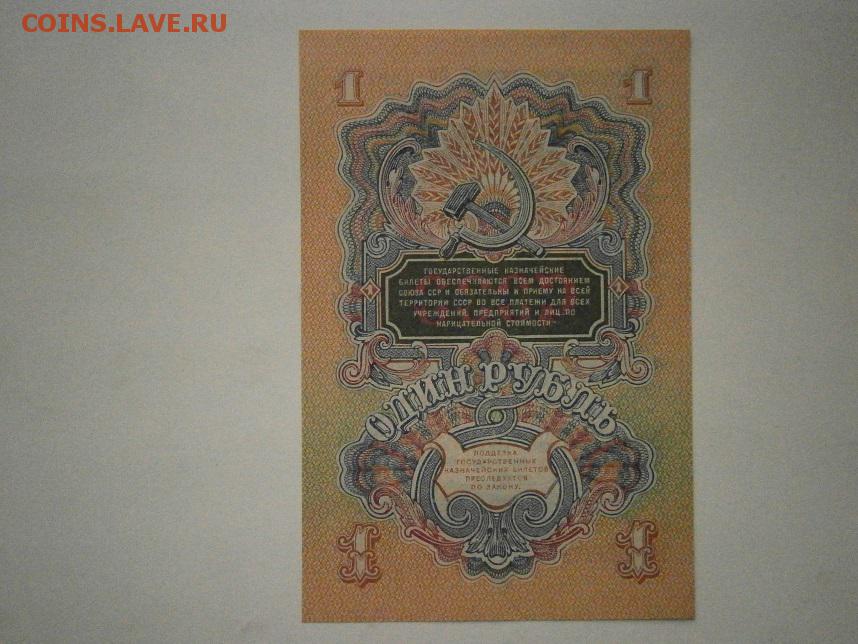 COINS.LAVE.RU
1 1
ГОСУДАРСТВЕННЫЕ КАЗНАЧЕЙСКИЕ
БИЛЕТЫ ОБЕСПЕЧИВАЮТСЯ ВСЕМ ДОСТОЯНИЕМ
СОЮЗА ССР И ОБЯЗАТЕЛЬНЫ К ПРИЕМУ НА ВСЕЙ
ТЕРРИТОРИИ СССР ВО ВСЕ ПЛАТЕЖИ ДЛЯ ВСЕХ
УЧРЕЖДЕНИЙ, ПРЕДПРИЯТИЙ И ЛИЦ ПО
НАРИЦАТЕЛЬНОЙ СТОИМОСТИ
ОДИН РУБЛЬ
ПОДДЕЛКА
ГОСУДАРСТВЕННЫХ
КАЗНАЧЕЙСКИХ БИЛЕТОВ
ПРЕСЛЕДУЕТСЯ
ПО ЗАКОНУ.
1 1